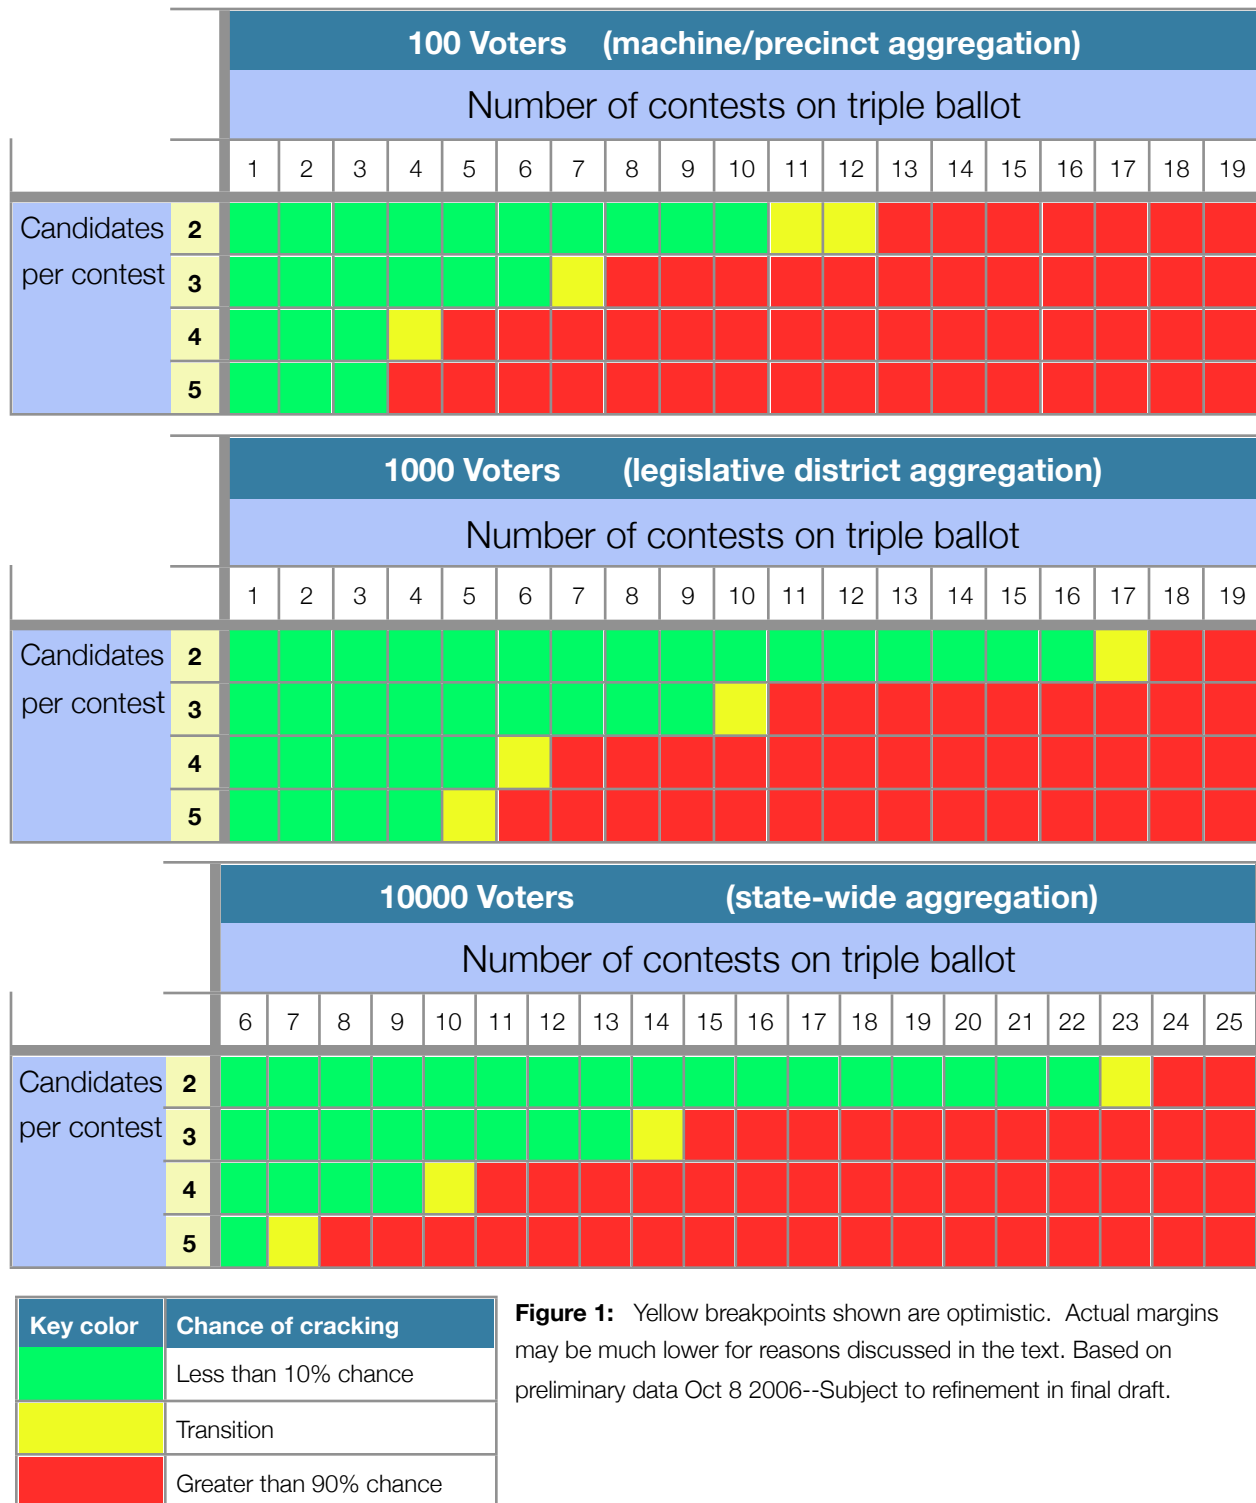 100 Voters (machine/precinct aggregation)
Number of contests on triple ballot
1 2 3 4 5 6 7 8 9 10 11 12 13 14 15 16 17 18 19
Candidates 2
per contest 3
4
5
1000 Voters (legislative district aggregation)
Number of contests on triple ballot
1 2 3 4 5 6 7 8 9 10 11 12 13 14 15 16 17 18 19
Candidates 2
per contest 3
4
5
10000 Voters (state-wide aggregation)
Number of contests on triple ballot
6 7 8 9 10 11 12 13 14 15 16 17 18 19 20 21 22 23 24 25
Candidates 2
per contest 3
4
5
Key color Chance of cracking
Less than 10% chance
Transition
Greater than 90% chance
Figure 1: Yellow breakpoints shown are optimistic. Actual margins
may be much lower for reasons discussed in the text. Based on
preliminary data Oct 8 2006--Subject to refinement in final draft.